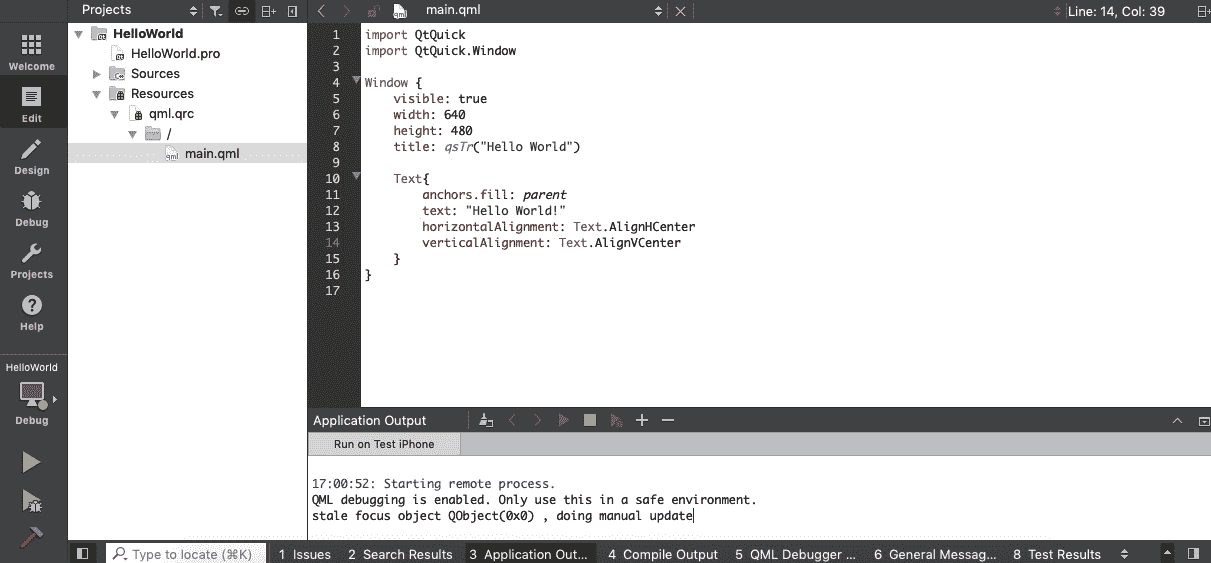 Projects
main.qml
Line: 14, Col: 39
Welcome
Edit
Design
Debug
Projects
Help
HelloWorld
Debug
HelloWorld
HelloWorld.pro
Sources
Resources
qml.qrc
/
main.qml
1 import QtQuick
2 import QtQuick.Window
3
4 Window {
5 visible: true
6 width: 640
7 height: 480
8 title: qsTr("Hello World")
9
10 Text{
11 anchors.fill: parent
12 text: "Hello World!"
13 horizontalAlignment: Text.AlignHCenter
14 verticalAlignment: Text.AlignVCenter
15 }
16 }
17
Application Output
Run on Test iPhone
17:00:52: Starting remote process.
QML debugging is enabled. Only use this in a safe environment.
stale focus object QObject(0x0) , doing manual update
Type to locate (⌘K) 1 Issues 2 Search Results 3 Application Out... 4 Compile Output 5 QML Debugger ... 6 General Messag... 8 Test Results